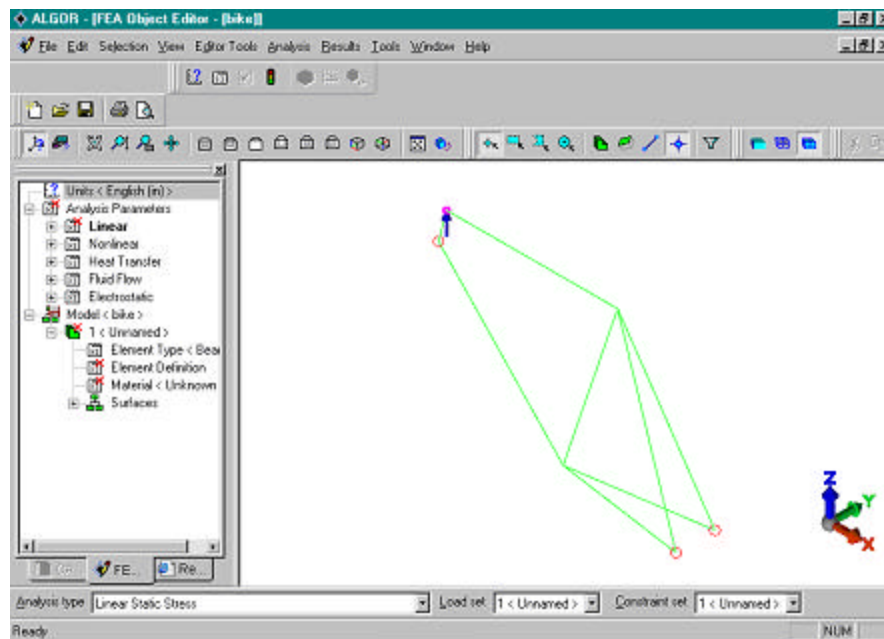 ALGOR - [FEA Object Editor - [bike]]
File Edit Selection View Editor Tools Analysis Results Tools Window Help
Units < English (in) >
Analysis Parameters
Linear
Nonlinear
Heat Transfer
Fluid Flow
Electrostatic
Model < bike >
1 < Unnamed >
Element Type < Bea
Element Definition
Material < Unknown
Surfaces
Z
Y
X
FE... Re...
Analysis type Linear Static Stress Load set 1 < Unnamed > Constraint set 1 < Unnamed >
Ready NUM